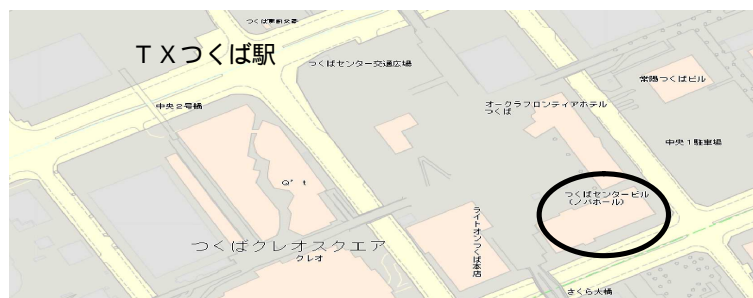 つくば駅前交番
ＴＸつくば駅
つくばセンター交通広場
常陽つくばビル
中央２号橋
オークラフロンティアホテル
つくば
中央１駐車場
Ｑ’ｔ
つくばセンタービル
（ノバホール）
ライトオンつくば本店
つくばクレオスクエア
クレオ
さくら大橋